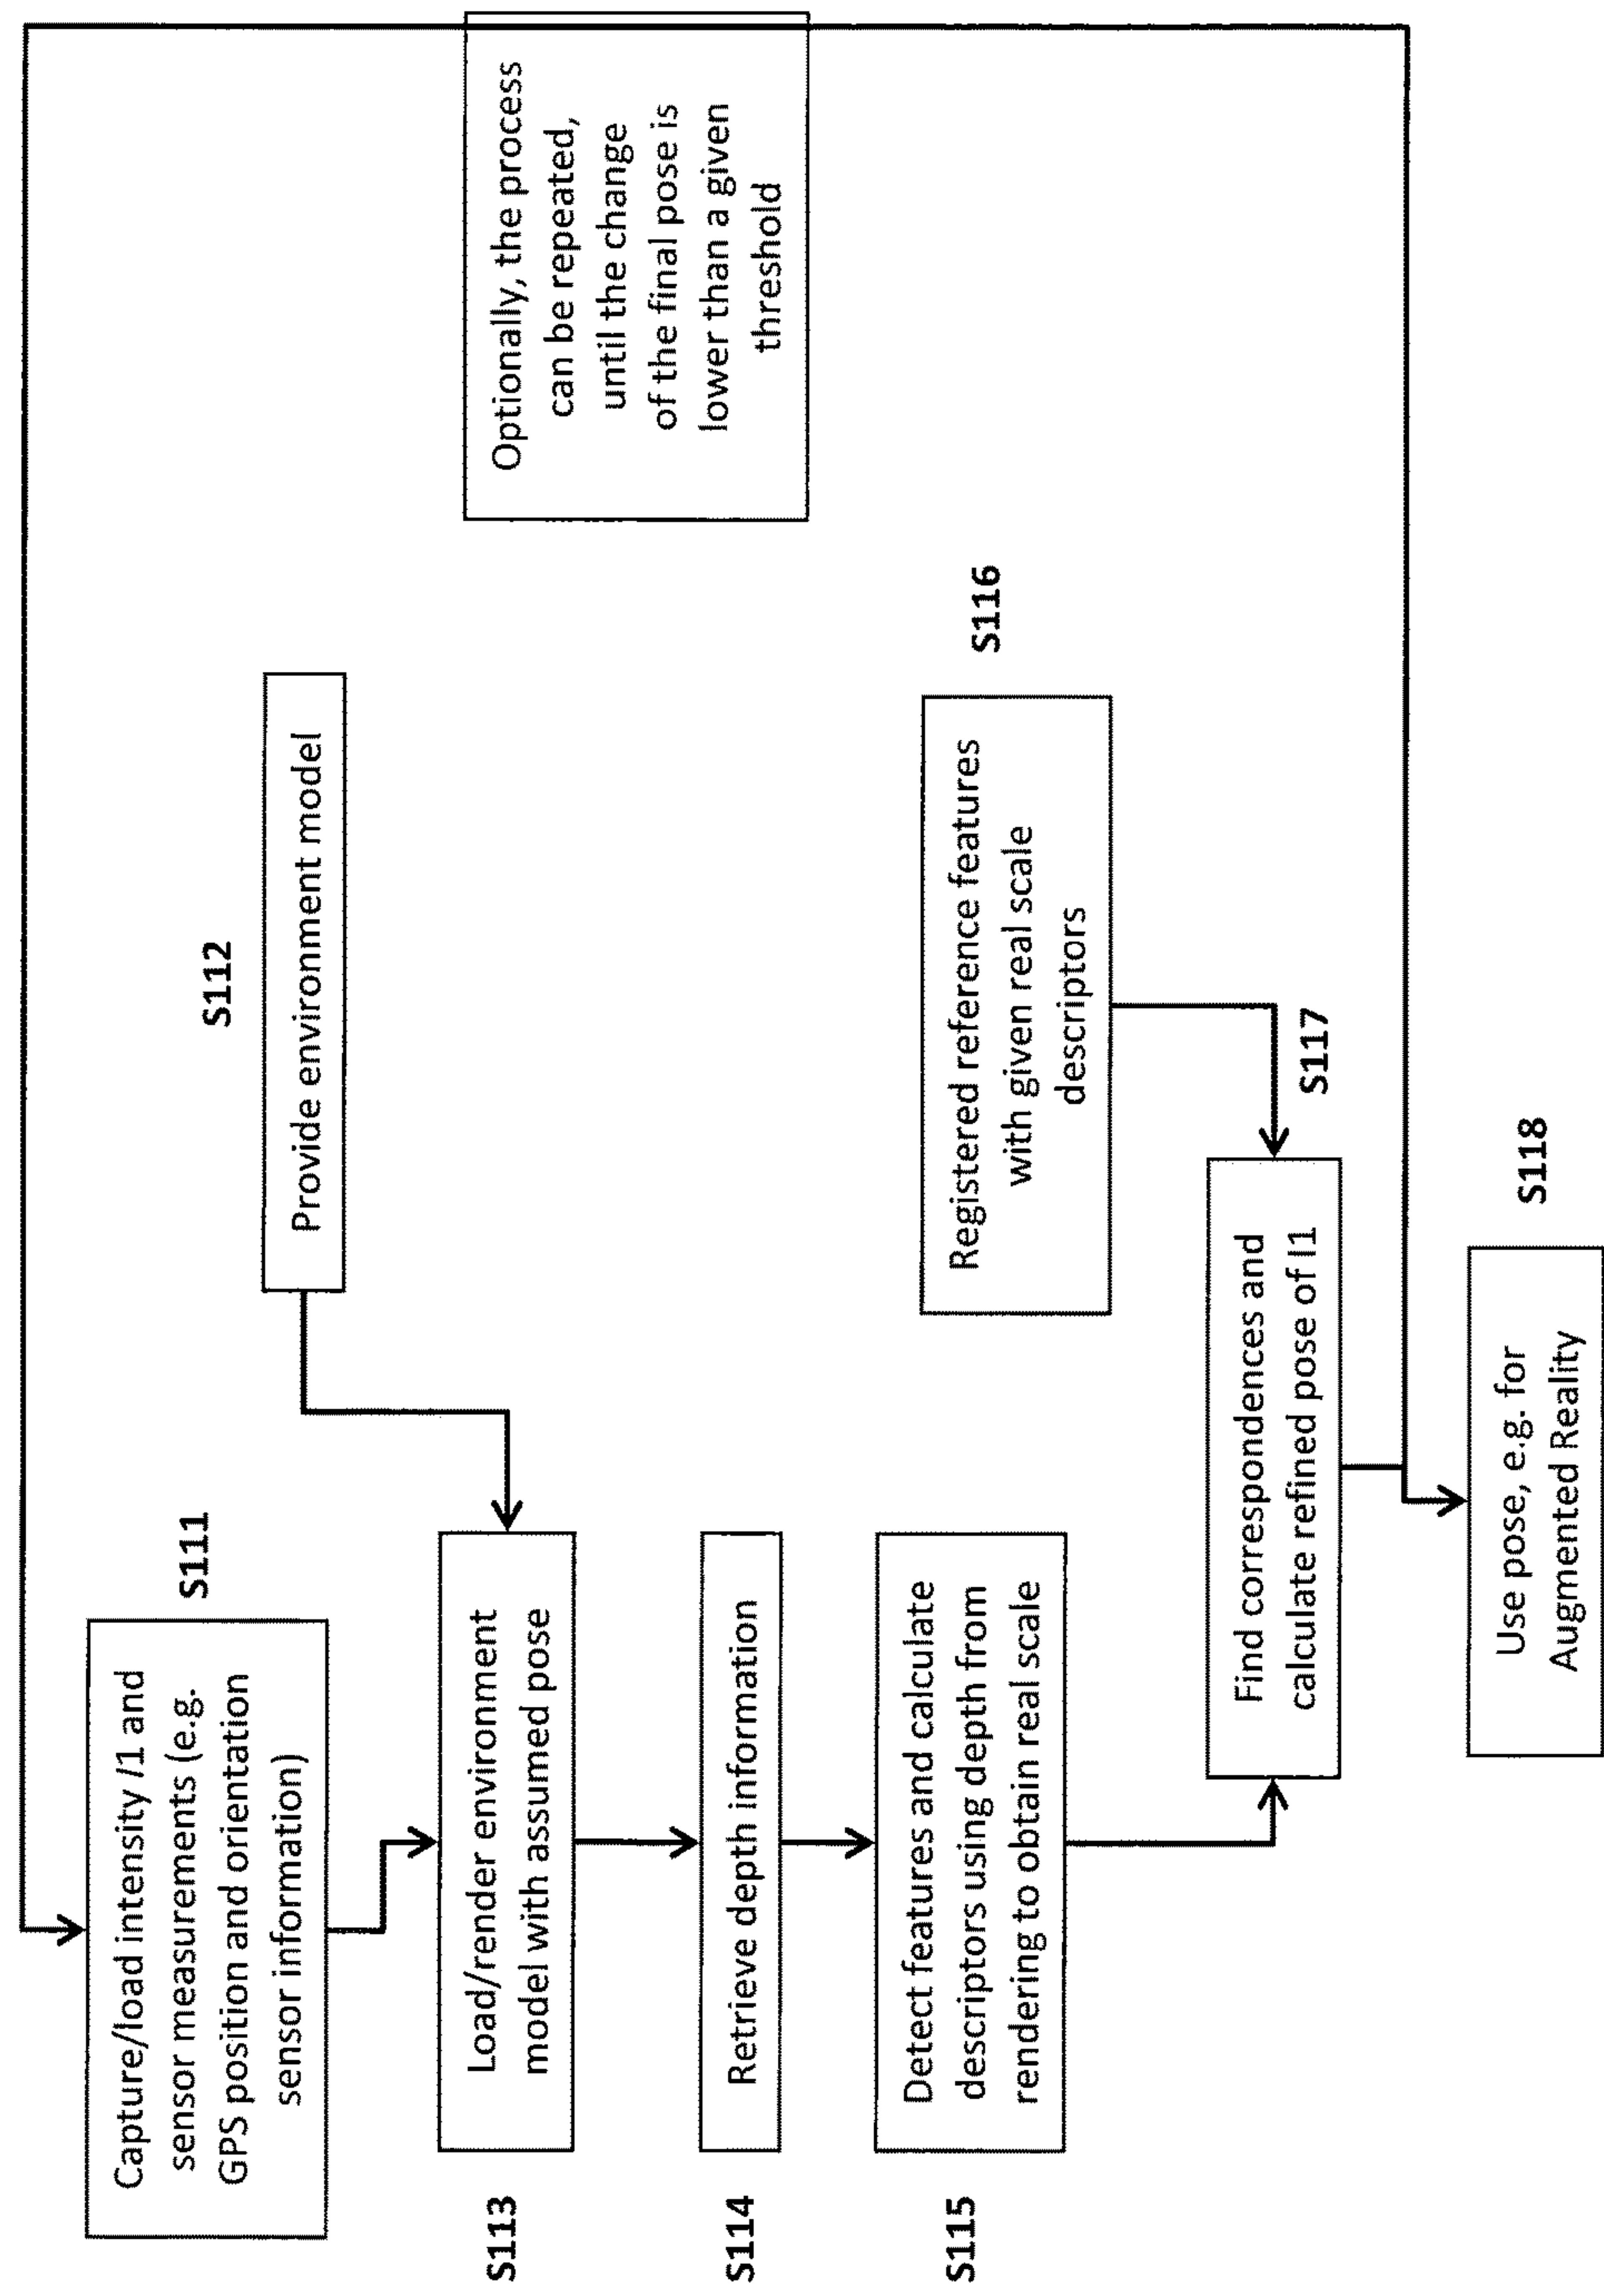 S111
Capture/load intensity I1 and
sensor measurements (e.g.
GPS position and orientation
sensor information)
S112
Provide environment model
S113
Load/render environment
model with assumed pose
Optionally, the process
can be repeated,
until the change
of the final pose is
lower than a given
threshold
S114
Retrieve depth information
S115
Detect features and calculate
descriptors using depth from
rendering to obtain real scale
S116
Registered reference features
with given real scale
descriptors
S117
Find correspondences and
calculate refined pose of I1
S118
Use pose, e.g. for
Augmented Reality